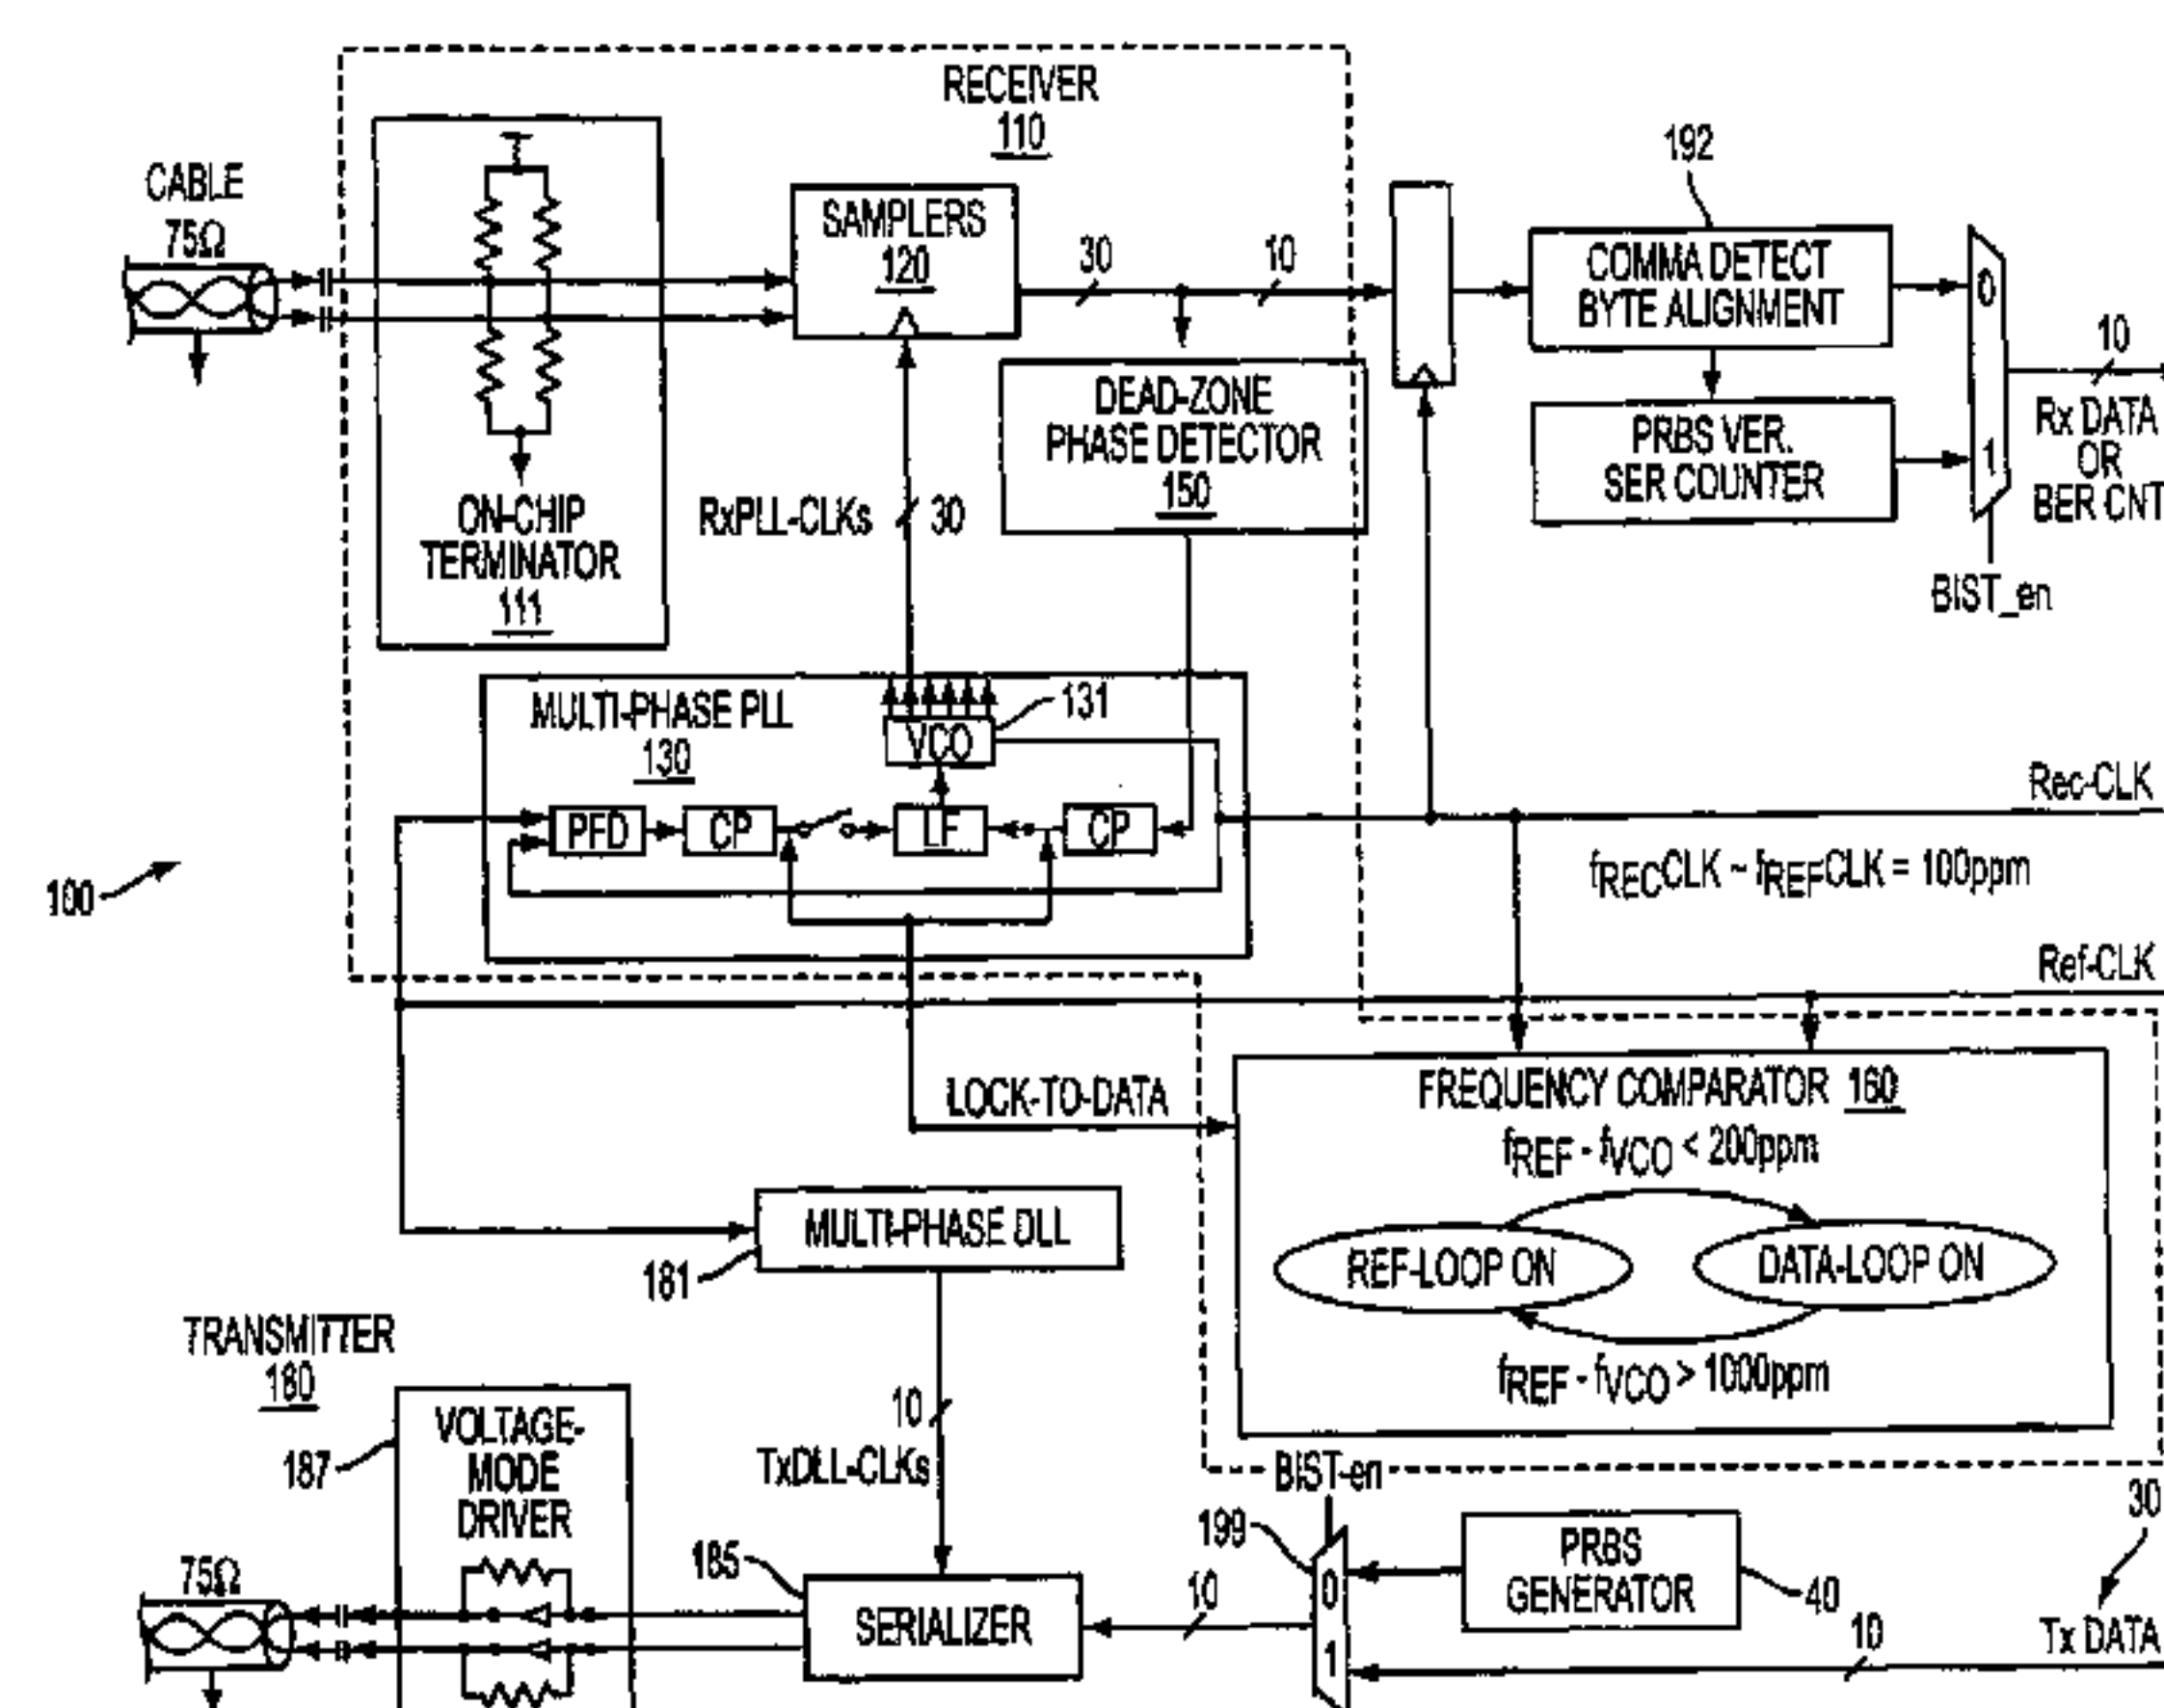 RECEIVER
110
192
CABLE
75Ω
SAMPLERS
120
30
10
COMMA DETECT
BYTE ALIGNMENT
0
10
DEAD-ZONE
PHASE DETECTOR
150
PRBS VER.
SER COUNTER
1
Rx DATA
OR
BER CNT
ON-CHIP
TERMINATOR
111
RxPLL-CLKs
30
BIST_en
MULTI-PHASE PLL
130
VCO
131
Rec-CLK
PFD
CP
LF
CP
100
fRECCLK ~ fREFCLK = 100ppm
Ref-CLK
LOCK-TO-DATA
FREQUENCY COMPARATOR 160
fREF - fVCO < 200ppm
MULTI-PHASE DLL
181
REF-LOOP ON
DATA-LOOP ON
fREF - fVCO > 1000ppm
TRANSMITTER
180
187
VOLTAGE-
MODE
DRIVER
10
TxDLL-CLKs
BIST-en
199
PRBS
GENERATOR
40
30
75Ω
185
SERIALIZER
10
0
1
10
Tx DATA